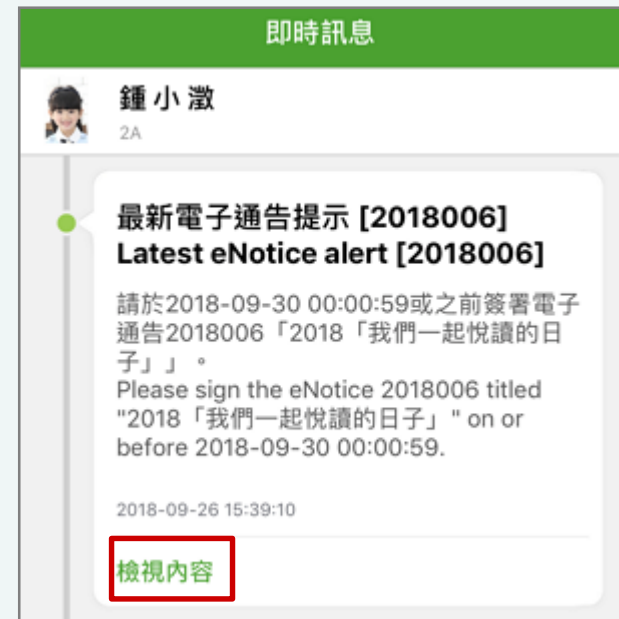 即時訊息
鍾小澂
2A
最新電子通告提示 [2018006]
Latest eNotice alert [2018006]
請於2018-09-30 00:00:59或之前簽署電子
通告2018006「2018「我們一起悅讀的日
子」」。
Please sign the eNotice 2018006 titled
"2018「我們一起悅讀的日子」" on or
before 2018-09-30 00:00:59.
2018-09-26 15:39:10
檢視內容